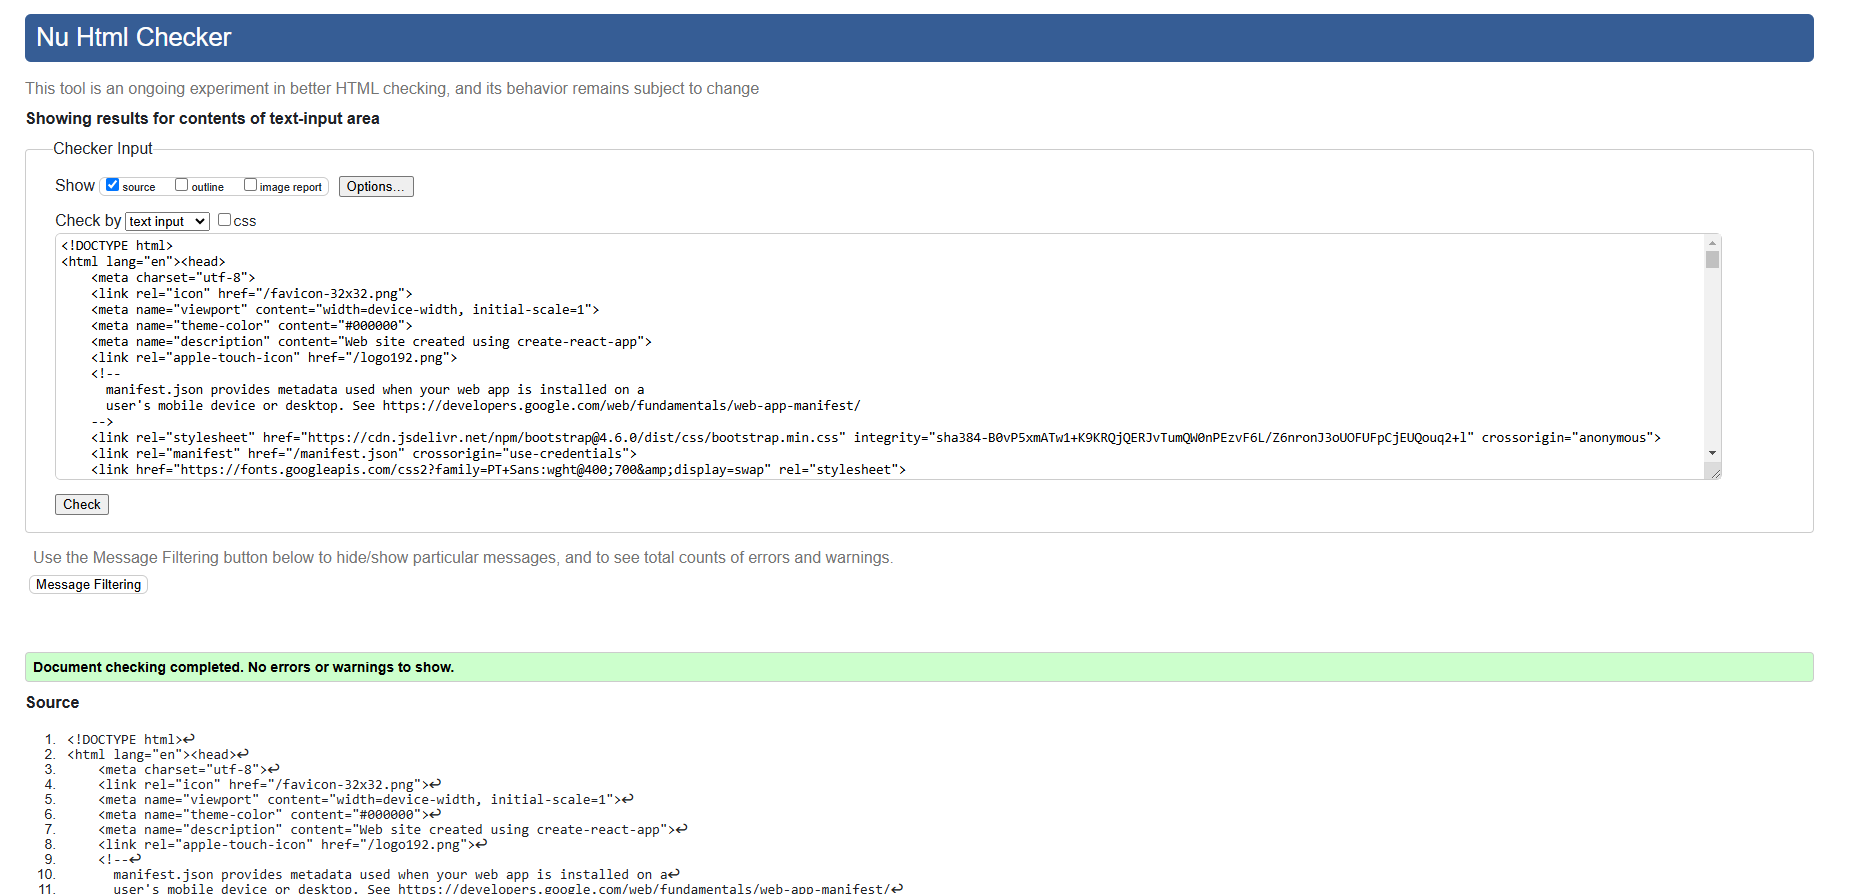 Nu Html Checker
This tool is an ongoing experiment in better HTML checking, and its behavior remains subject to change
Showing results for contents of text-input area
Checker Input
Show source outline image report Options...
Check by text input css
<!DOCTYPE html>
<html lang="en"><head>
<meta charset="utf-8">
<link rel="icon" href="/favicon-32x32.png">
<meta name="viewport" content="width=device-width, initial-scale=1">
<meta name="theme-color" content="#000000">
<meta name="description" content="Web site created using create-react-app">
<link rel="apple-touch-icon" href="/logo192.png">
<!--
manifest.json provides metadata used when your web app is installed on a
user's mobile device or desktop. See https://developers.google.com/web/fundamentals/web-app-manifest/
-->
<link rel="stylesheet" href="https://cdn.jsdelivr.net/npm/bootstrap@4.6.0/dist/css/bootstrap.min.css" integrity="sha384-B0vP5xmATw1+K9KRQjQERJvTumQW0nPEzvF6L/Z6nronJ3oUOFUFpCjEUQouq2+l" crossorigin="anonymous">
<link rel="manifest" href="/manifest.json" crossorigin="use-credentials">
<link href="https://fonts.googleapis.com/css2?family=PT+Sans:wght@400;700&amp;display=swap" rel="stylesheet">
Check
Use the Message Filtering button below to hide/show particular messages, and to see total counts of errors and warnings.
Message Filtering
Document checking completed. No errors or warnings to show.
Source
1. <!DOCTYPE html>↩
2. <html lang="en"><head>↩
3. <meta charset="utf-8">↩
4. <link rel="icon" href="/favicon-32x32.png">↩
5. <meta name="viewport" content="width=device-width, initial-scale=1">↩
6. <meta name="theme-color" content="#000000">↩
7. <meta name="description" content="Web site created using create-react-app">↩
8. <link rel="apple-touch-icon" href="/logo192.png">↩
9. <!--↩
10. manifest.json provides metadata used when your web app is installed on a↩
11. user's mobile device or desktop. See https://developers.google.com/web/fundamentals/web-app-manifest/↩